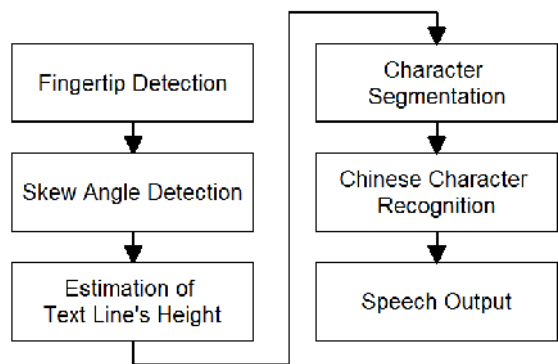 Fingertip Detection
Skew Angle Detection
Estimation of
Text Line's Height
Character
Segmentation
Chinese Character
Recognition
Speech Output